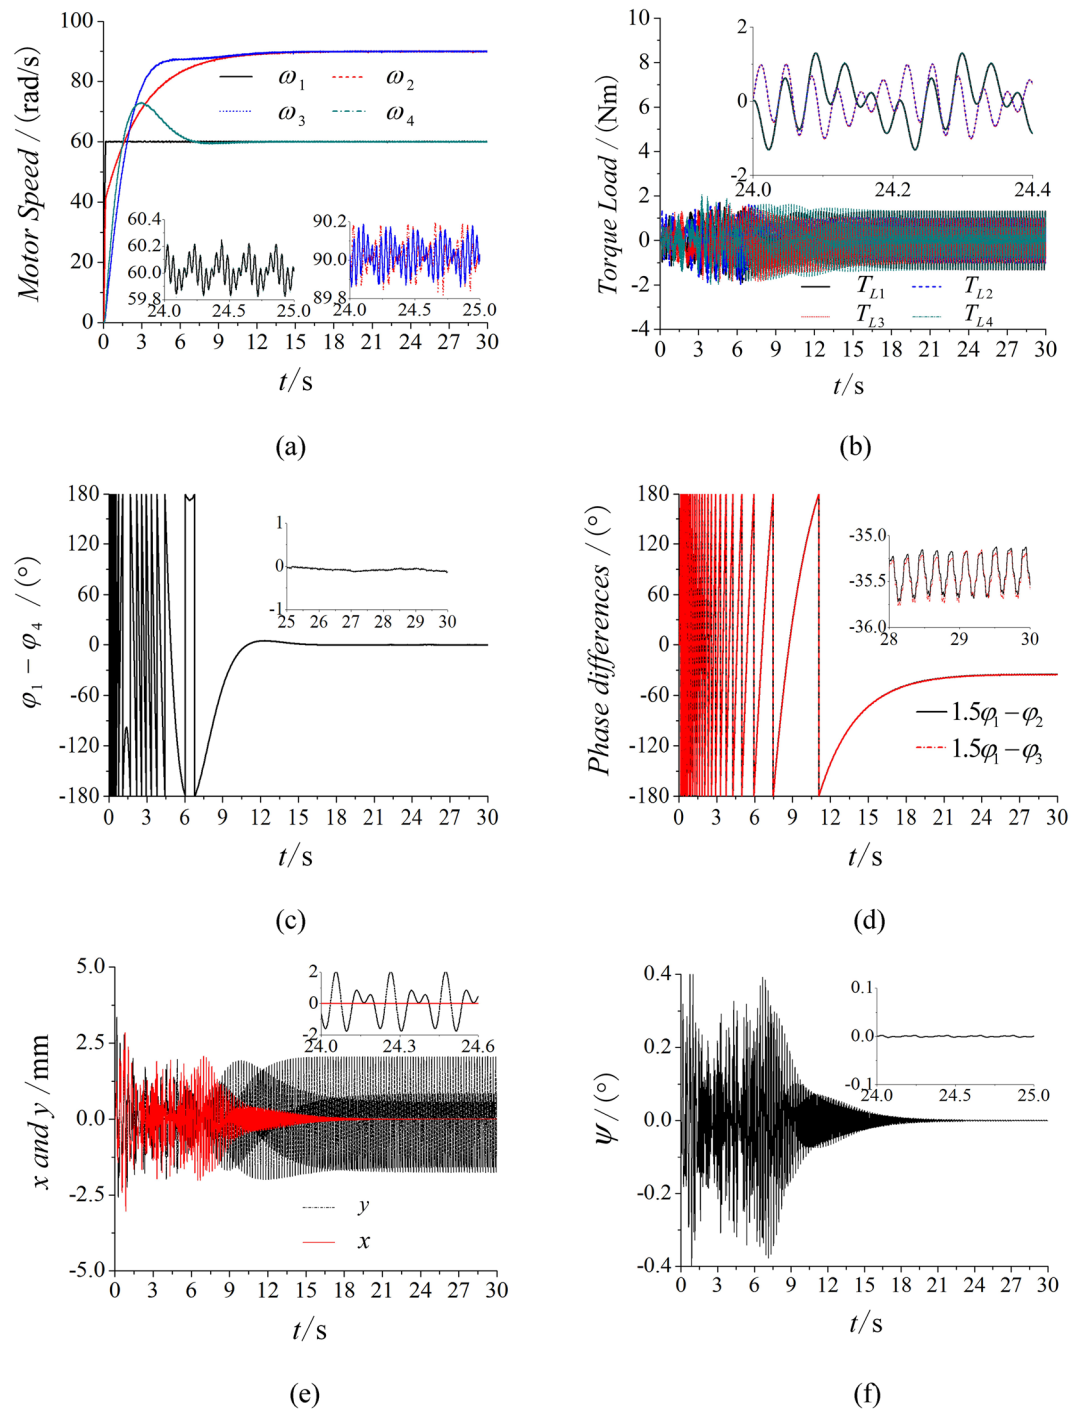 100
80
60
40
20
0
Motor Speed / (rad/s)
ω1 ω2
ω3 ω4
60.4
60.2
60.0
59.8
24.0 24.5 25.0
90.2
90.0
89.8
24.0 24.5 25.0
0 3 6 9 12 15 18 21 24 27 30
t/s
(a)
10
8
6
4
2
0
-2
-4
Torque Load / (Nm)
2
0
-2
24.0 24.2 24.4
TL1 TL2
TL3 TL4
0 3 6 9 12 15 18 21 24 27 30
t/s
(b)
180
120
60
0
-60
-120
-180
φ1 − φ4 / (°)
1
0
-1
25 26 27 28 29 30
0 3 6 9 12 15 18 21 24 27 30
t/s
(c)
180
120
60
0
-60
-120
-180
Phase differences / (°)
-35.0
-35.5
-36.0
28 29 30
1.5φ1−φ2
1.5φ1−φ3
0 3 6 9 12 15 18 21 24 27 30
t/s
(d)
5.0
2.5
0.0
-2.5
-5.0
x and y /mm
2
0
-2
24.0 24.3 24.6
y
x
0 3 6 9 12 15 18 21 24 27 30
t/s
(e)
0.4
0.2
0.0
-0.2
-0.4
ψ / (°)
0.1
0.0
-0.1
24.0 24.5 25.0
0 3 6 9 12 15 18 21 24 27 30
t/s
(f)